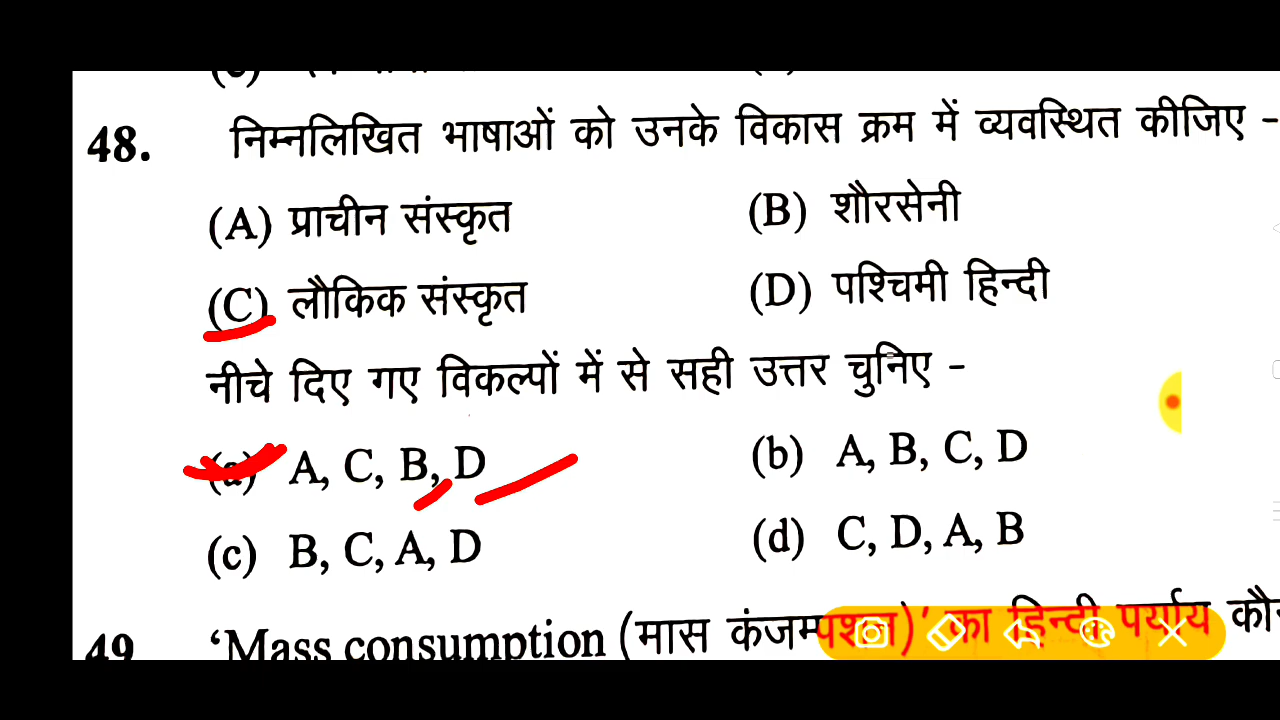 48. निम्नलिखित भाषाओं को उनके विकास क्रम में व्यवस्थित कीजिए -
(A) प्राचीन संस्कृत (B) शौरसेनी
(C) लौकिक संस्कृत (D) पश्चिमी हिन्दी
नीचे दिए गए विकल्पों में से सही उत्तर चुनिए -
(a) A, C, B, D (b) A, B, C, D
(c) B, C, A, D (d) C, D, A, B
49 'Mass consumption (मास कंजम्पशन)' का हिन्दी पर्याय